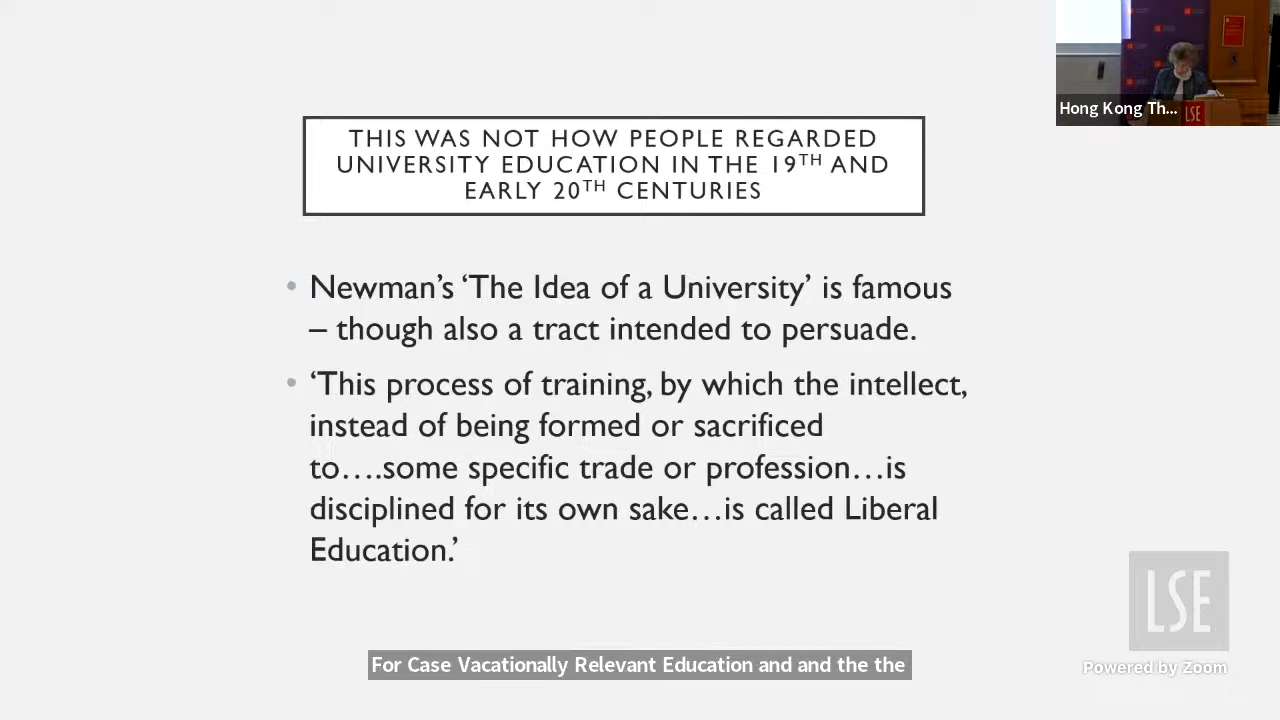 Hong Kong Th...
LSE
THIS WAS NOT HOW PEOPLE REGARDED
UNIVERSITY EDUCATION IN THE 19TH AND
EARLY 20TH CENTURIES
• Newman’s ‘The Idea of a University’ is famous
– though also a tract intended to persuade.
• ‘This process of training, by which the intellect,
instead of being formed or sacrificed
to….some specific trade or profession…is
disciplined for its own sake…is called Liberal
Education.’
LSE
Powered by Zoom
For Case Vacationally Relevant Education and and the the